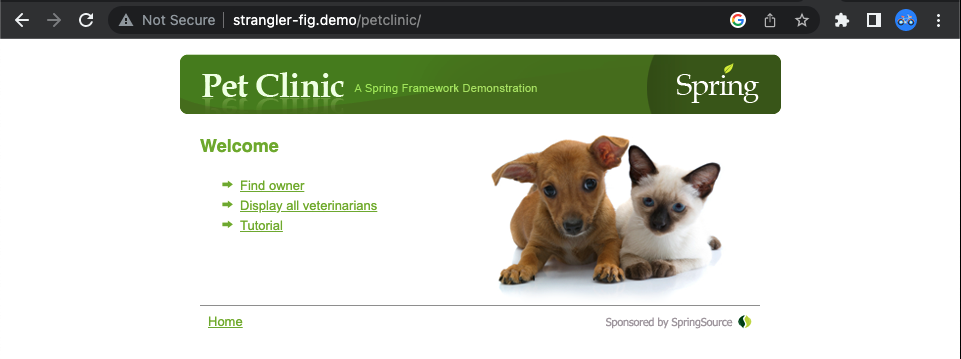 Not Secure strangler-fig.demo/petclinic/
Pet Clinic A Spring Framework Demonstration Spring
Welcome
Find owner
Display all veterinarians
Tutorial
Home Sponsored by SpringSource